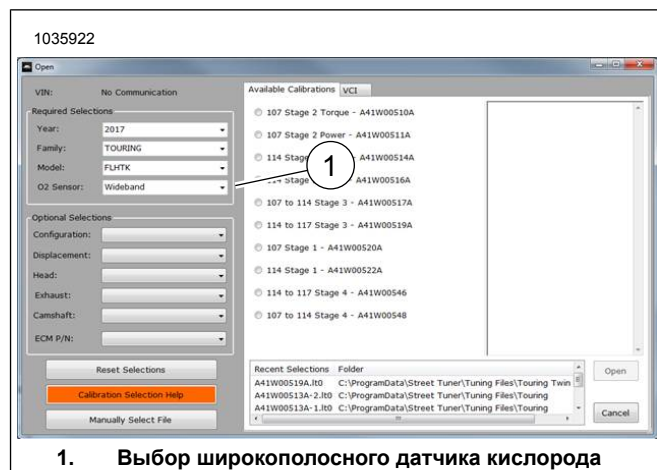 1035922
Open
VIN: No Communication
Required Selections
Year: 2017
Family: TOURING
Model: FLHTK
O2 Sensor: Wideband
Optional Selections
Configuration:
Displacement:
Head:
Exhaust:
Camshaft:
ECM P/N:
Reset Selections
Calibration Selection Help
Manually Select File
Available Calibrations VCI
107 Stage 2 Torque - A41W00510A
107 Stage 2 Power - A41W00511A
114 Stage A41W00514A
114 Stage A41W00516A
107 to 114 Stage 3 - A41W00517A
114 to 117 Stage 3 - A41W00519A
107 Stage 1 - A41W00520A
114 Stage 1 - A41W00522A
114 to 117 Stage 4 - A41W00546
107 to 114 Stage 4 - A41W00548
1
Recent Selections Folder
A41W00519A.lt0 C:\ProgramData\Street Tuner\Tuning Files\Touring Twin
A41W00513A-2.lt0 C:\ProgramData\Street Tuner\Tuning Files\Touring
A41W00513A-1.lt0 C:\ProgramData\Street Tuner\Tuning Files\Touring
Open
Cancel
1. Выбор широкополосного датчика кислорода